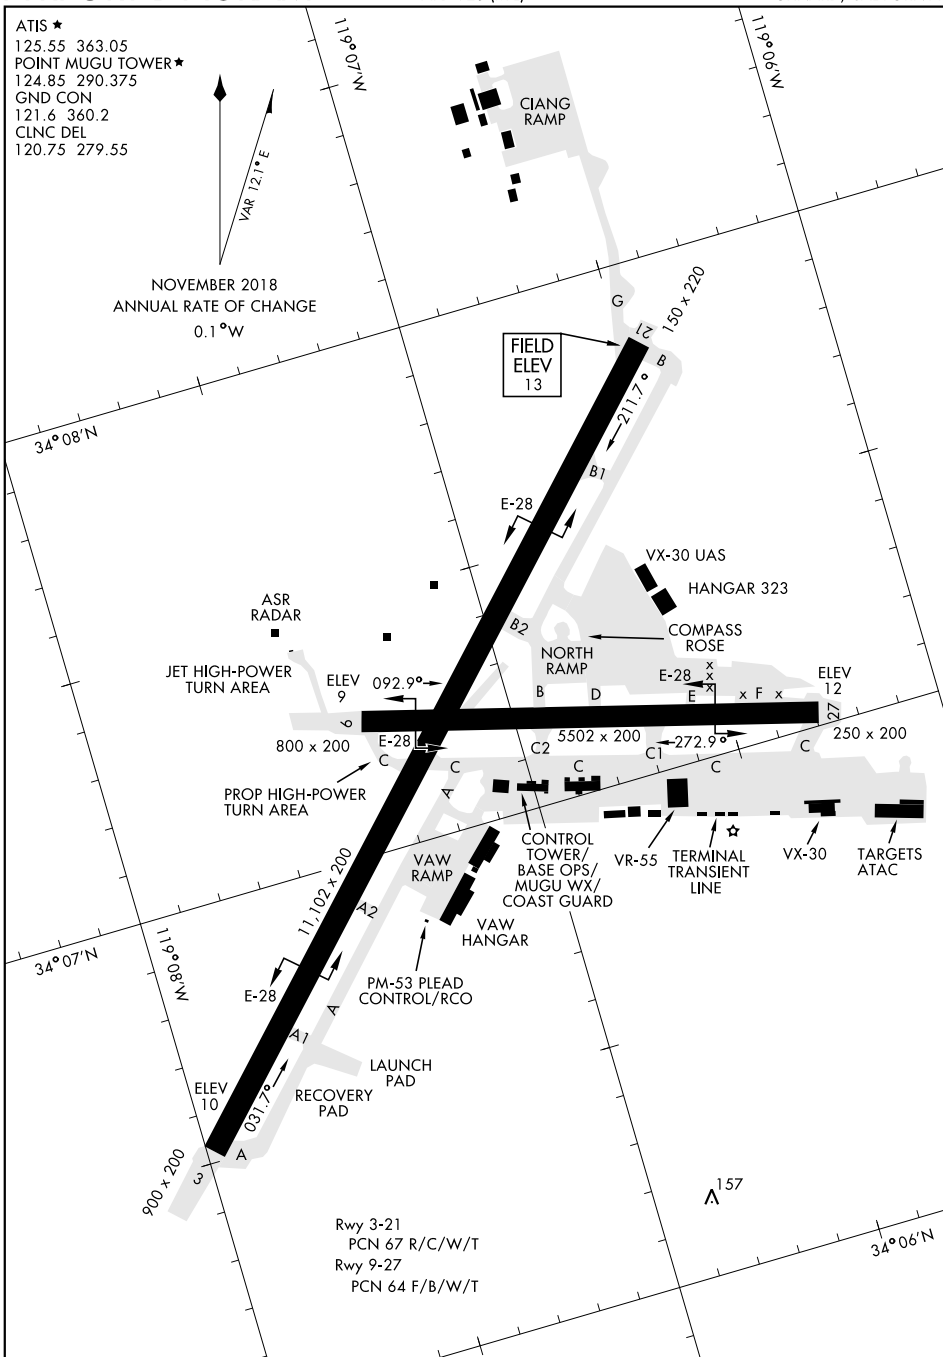 ATIS ★
125.55 363.05
POINT MUGU TOWER★
124.85 290.375
GND CON
121.6 360.2
CLNC DEL
120.75 279.55
VAR 12.1° E
NOVEMBER 2018
ANNUAL RATE OF CHANGE
0.1°W
119°07'W
119°06'W
CIANG
RAMP
G
21
150 x 220
FIELD
ELEV
13
B
211.7°
34°08'N
B1
E-28
VX-30 UAS
HANGAR 323
ASR
RADAR
B2
COMPASS
ROSE
NORTH
RAMP
JET HIGH-POWER
TURN AREA
ELEV
9
092.9°
E-28
x
x
x
ELEV
12
B
D
E
x F x
9
27
800 x 200
E-28
5502 x 200
272.9°
250 x 200
C
C
C2
C
C1
C
C
A
PROP HIGH-POWER
TURN AREA
VAW
RAMP
CONTROL
TOWER/
BASE OPS/
MUGU WX/
COAST GUARD
VR-55
TERMINAL
TRANSIENT
LINE
VX-30
TARGETS
ATAC
11,102 x 200
A2
VAW
HANGAR
34°07'N
119°08'W
E-28
PM-53 PLEAD
CONTROL/RCO
A
A1
LAUNCH
PAD
RECOVERY
PAD
ELEV
10
031.7°
A
3
900 x 200
157
34°06'N
Rwy 3-21
PCN 67 R/C/W/T
Rwy 9-27
PCN 64 F/B/W/T